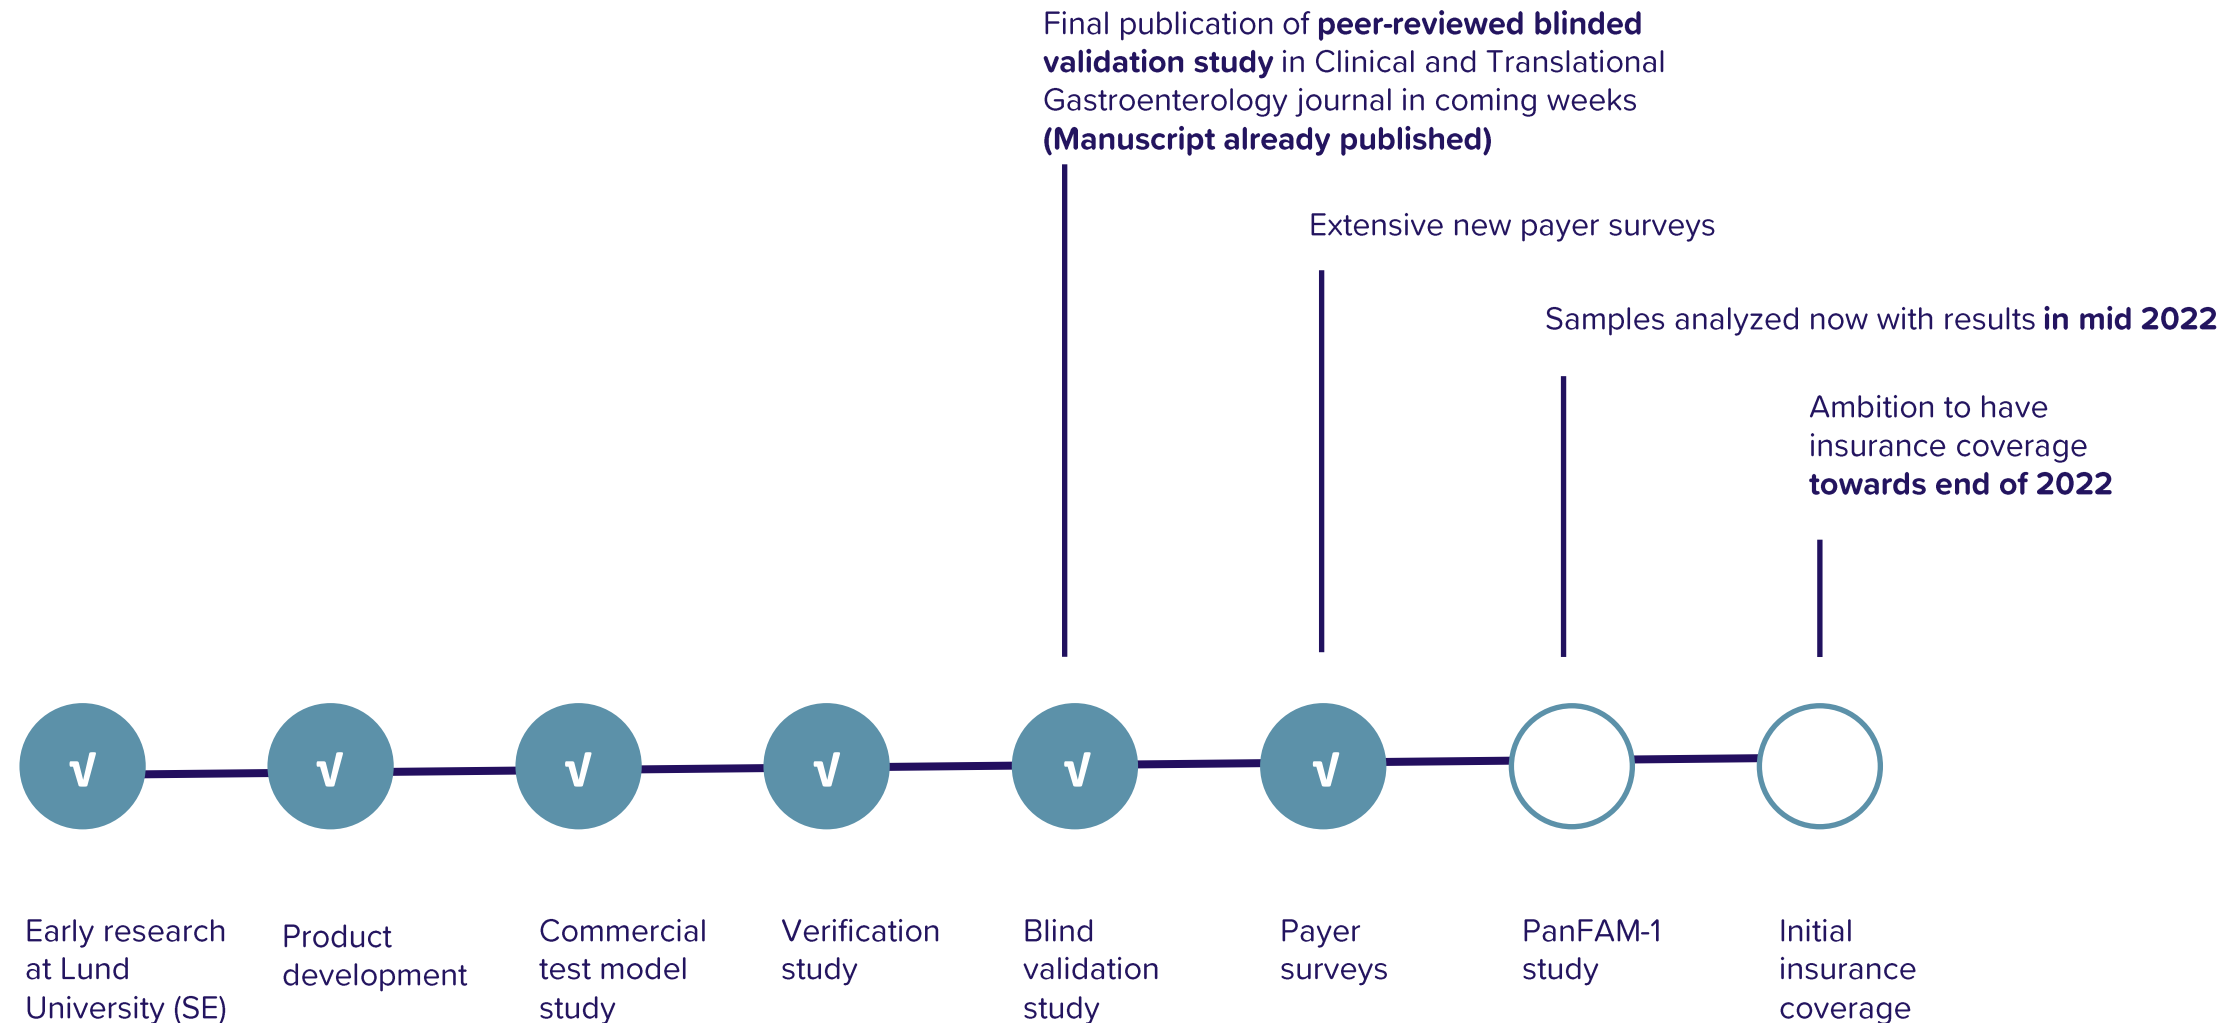 Final publication of peer-reviewed blinded
validation study in Clinical and Translational
Gastroenterology journal in coming weeks
(Manuscript already published)
Extensive new payer surveys
Samples analyzed now with results in mid 2022
Ambition to have
insurance coverage
towards end of 2022
√ √ √ √ √ √
Early research
at Lund
University (SE)
Product
development
Commercial
test model
study
Verification
study
Blind
validation
study
Payer
surveys
PanFAM-1
study
Initial
insurance
coverage